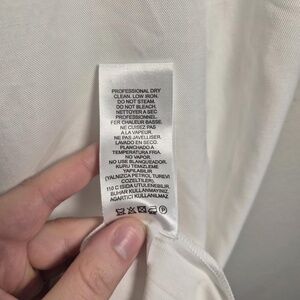 PROFESSIONAL DRY
CLEAN. LOW IRON.
DO NOT STEAM.
DO NOT BLEACH.
NETTOYER A SEC
PROFESSIONNEL.
FER CHALEUR BASSE.
NE CUISEZ PAS
A LA VAPEUR.
NE PAS JAVELLISER.
LAVADO EN SECO.
PLANCHADO A
TEMPERATURA FRIA.
NO VAPOR.
NO USE BLANQUEADOR.
KURU TEMIZLEME
YAPILABILIR
(YALNIZCA PETROL TUREVI
COZUCULERLE).
110 C ISIDA UTULENEBILIR.
BUHAR KULLANMAYINIZ.
AGARTICI KULLANILMAZ